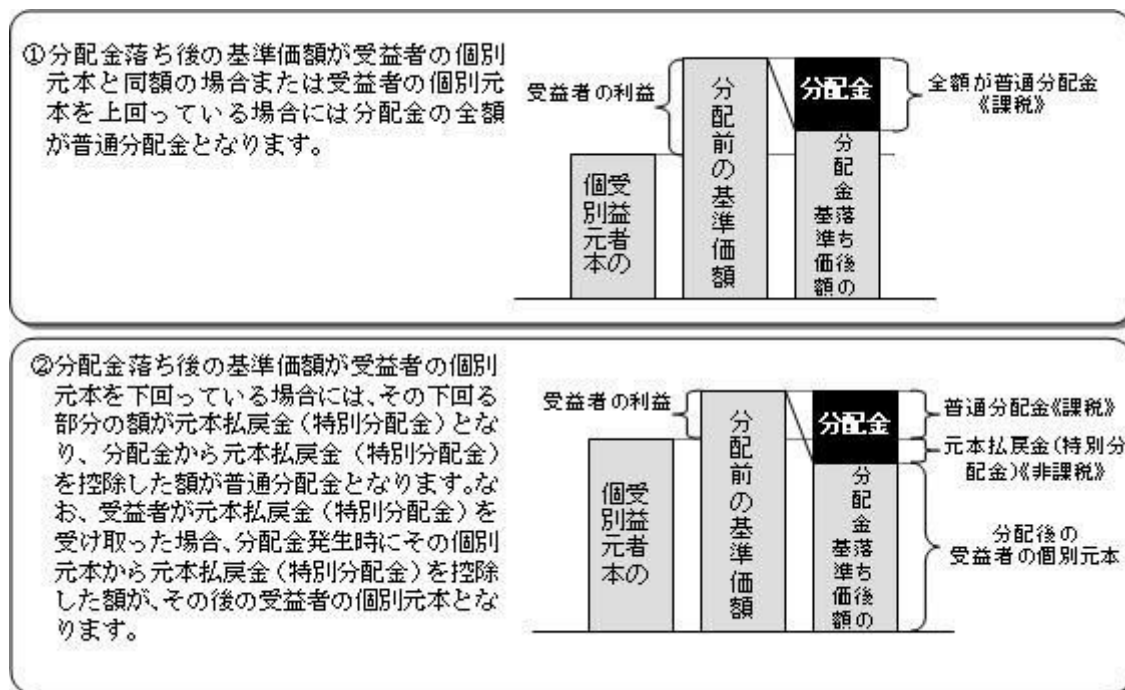 ①分配金落ち後の基準価額が受益者の個別
元本と同額の場合または受益者の個別元
本を上回っている場合には分配金の全額
が普通分配金となります。
受益者の利益
個別元本
受益者の
分配前の基準価額
分配金
分配金落ち後の
基準価額
全額が普通分配金
《課税》
②分配金落ち後の基準価額が受益者の個別
元本を下回っている場合には、その下回る
部分の額が元本払戻金(特別分配金)とな
り、分配金から元本払戻金(特別分配金)
を控除した額が普通分配金となります。な
お、受益者が元本払戻金(特別分配金)を
受け取った場合、分配金発生時にその個別
元本から元本払戻金(特別分配金)を控除
した額が、その後の受益者の個別元本とな
ります。
受益者の利益
受益者の
個別元本
分配前の基準価額
分配金
分配金落ち後の
基準価額
普通分配金《課税》
元本払戻金(特別分
配金)《非課税》
分配後の
受益者の個別元本